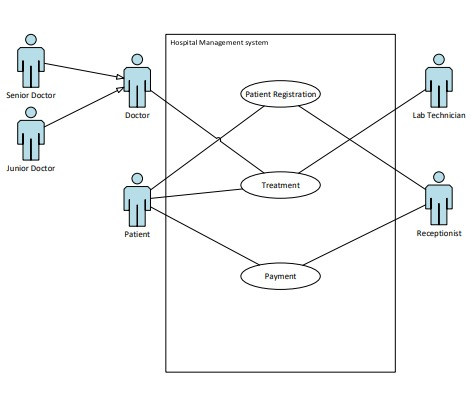 Hospital Management system
Senior Doctor
Doctor
Patient Registration
Lab Technician
Junior Doctor
Treatment
Patient
Receptionist
Payment